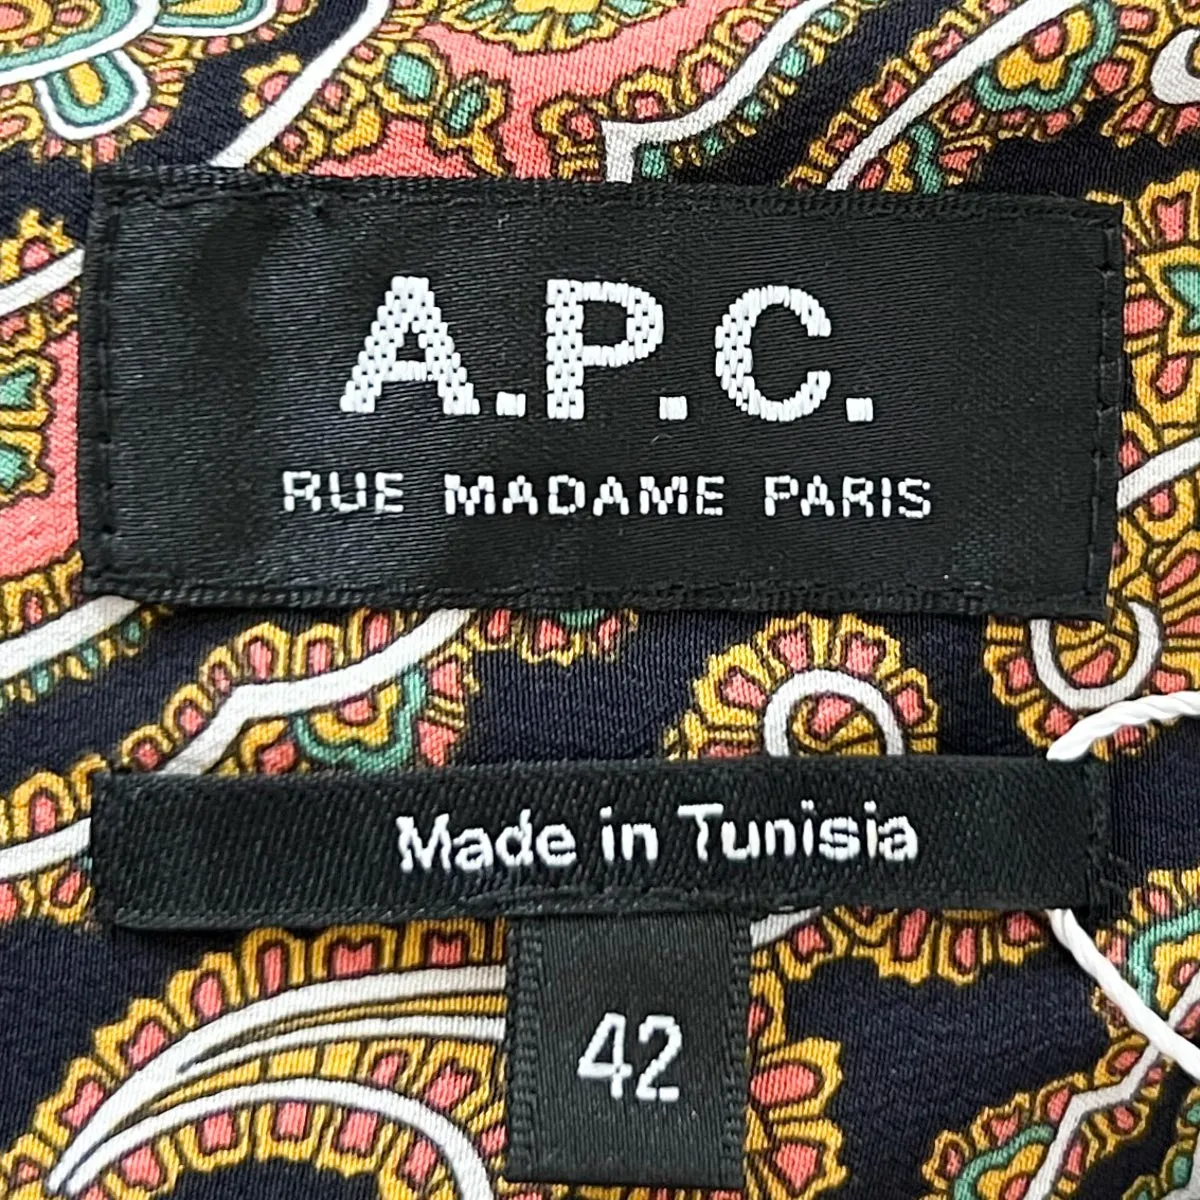 A.P.C.
RUE MADAME PARIS
Made in Tunisia
42